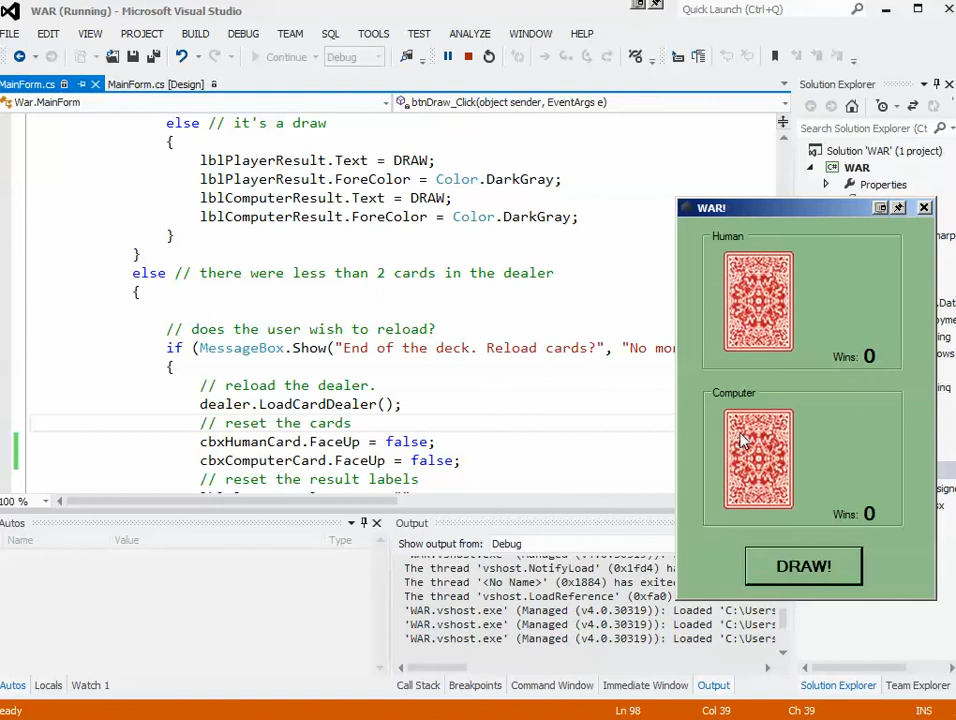 WAR (Running) - Microsoft Visual Studio
Quick Launch (Ctrl+Q)
FILE EDIT VIEW PROJECT BUILD DEBUG TEAM SQL TOOLS TEST ANALYZE WINDOW HELP
Continue Debug
MainForm.cs MainForm.cs [Design]
War.MainForm btnDraw_Click(object sender, EventArgs e)
else // it's a draw
{
lblPlayerResult.Text = DRAW;
lblPlayerResult.ForeColor = Color.DarkGray;
lblComputerResult.Text = DRAW;
lblComputerResult.ForeColor = Color.DarkGray;
}
}
else // there were less than 2 cards in the dealer
{
// does the user wish to reload?
if (MessageBox.Show("End of the deck. Reload cards?", "No mo
{
// reload the dealer.
dealer.LoadCardDealer();
// reset the cards
cbxHumanCard.FaceUp = false;
cbxComputerCard.FaceUp = false;
// reset the result labels
100 %
Solution Explorer
Search Solution Explorer (Ct
Solution 'WAR' (1 project)
WAR
Properties
WAR!
Human
Wins: 0
Computer
Wins: 0
DRAW!
Autos
Name Value Type
Output
Show output from: Debug
The thread 'vshost.NotifyLoad' (0x1fd4) has
The thread '<No Name>' (0x1884) has exited
The thread 'vshost.LoadReference' (0xfa0)
'WAR.vshost.exe' (Managed (v4.0.30319)): Loaded 'C:\Users
'WAR.vshost.exe' (Managed (v4.0.30319)): Loaded 'C:\Users
'WAR.vshost.exe' (Managed (v4.0.30319)): Loaded 'C:\Users
Autos Locals Watch 1
Call Stack Breakpoints Command Window Immediate Window Output
Solution Explorer Team Explorer
eady Ln 98 Col 39 Ch 39 INS